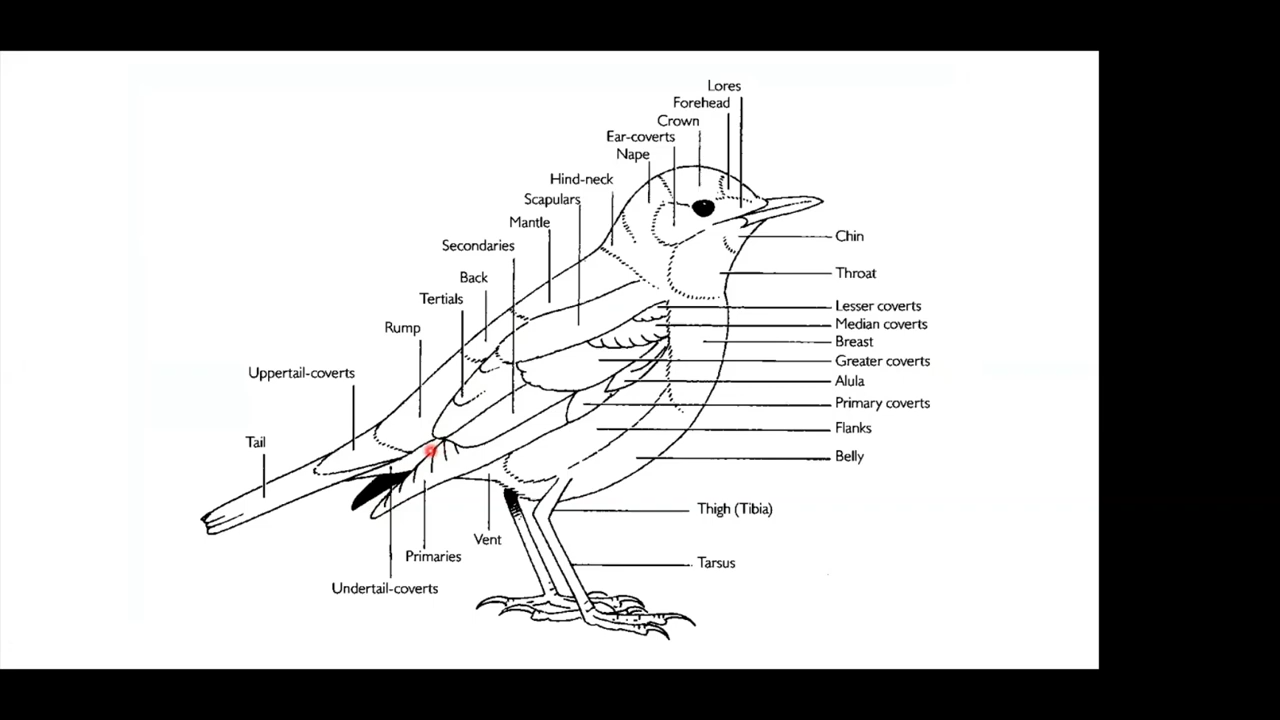 Lores
Forehead
Crown
Ear-coverts
Nape
Hind-neck
Scapulars
Mantle
Secondaries
Back
Tertials
Rump
Uppertail-coverts
Tail
Chin
Throat
Lesser coverts
Median coverts
Breast
Greater coverts
Alula
Primary coverts
Flanks
Belly
Thigh (Tibia)
Tarsus
Vent
Primaries
Undertail-coverts